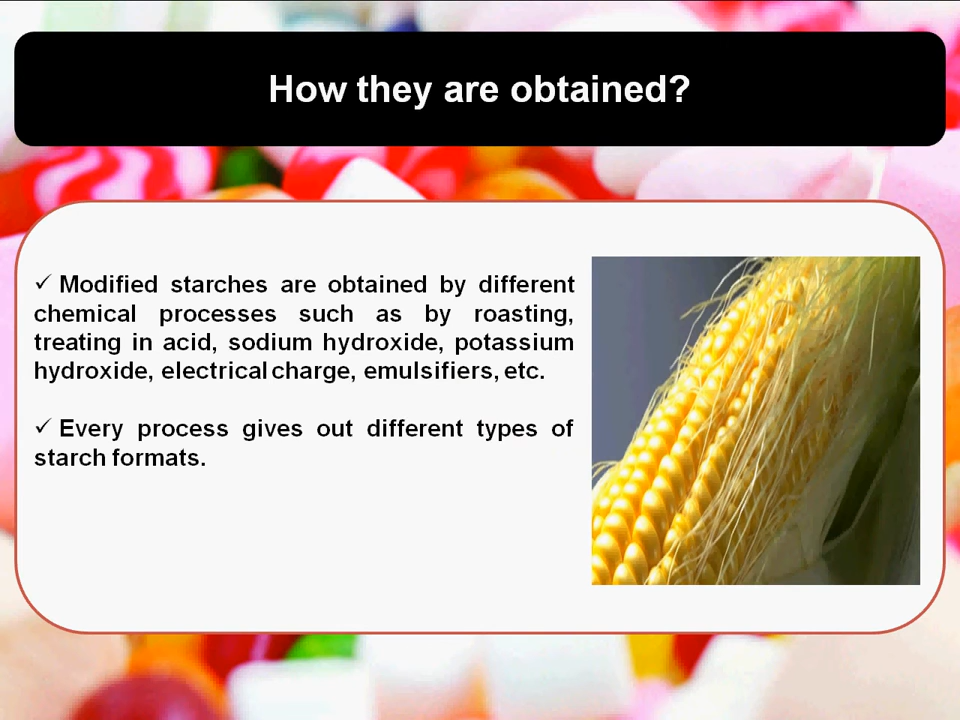 How they are obtained?
✓ Modified starches are obtained by different
chemical processes such as by roasting,
treating in acid, sodium hydroxide, potassium
hydroxide, electrical charge, emulsifiers, etc.
✓ Every process gives out different types of
starch formats.